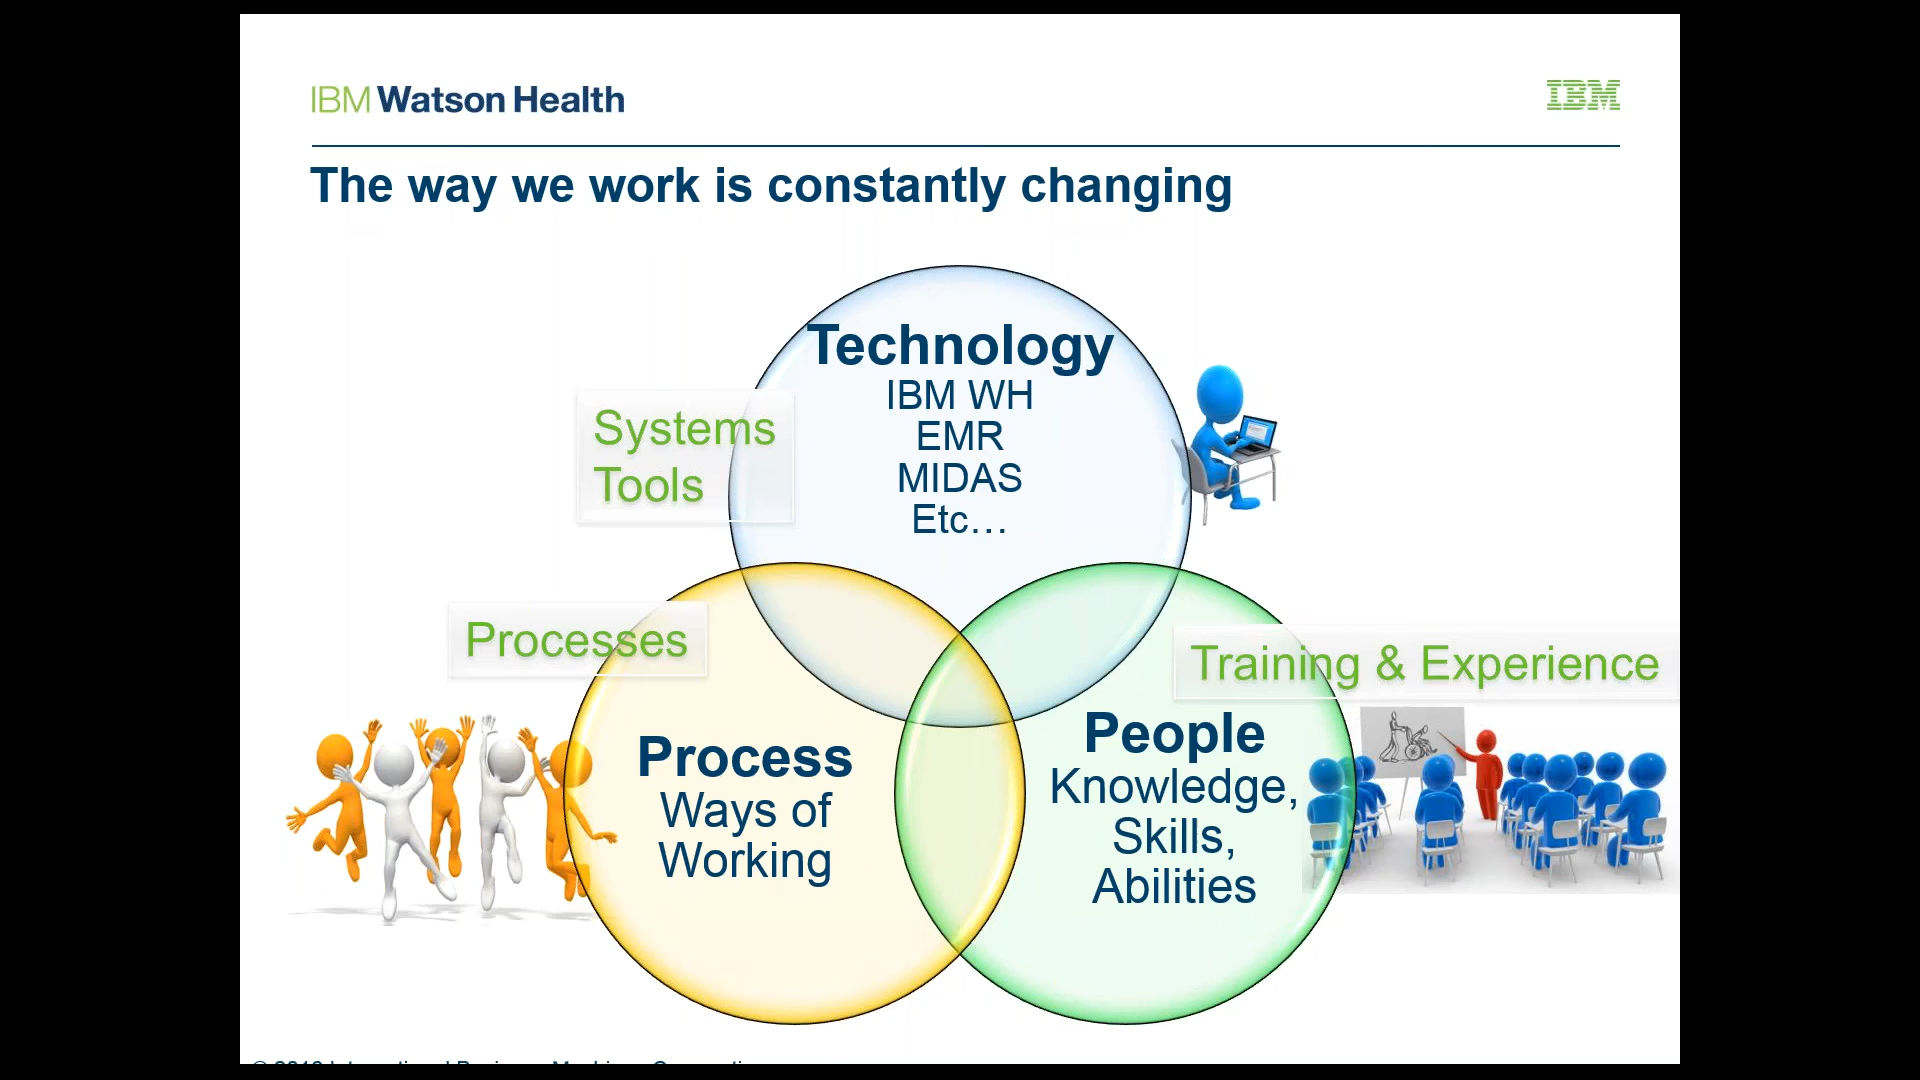 IBM Watson Health
IBM
The way we work is constantly changing
Technology
IBM WH
EMR
MIDAS
Etc…
Systems
Tools
Processes
Training & Experience
Process
Ways of
Working
People
Knowledge,
Skills,
Abilities